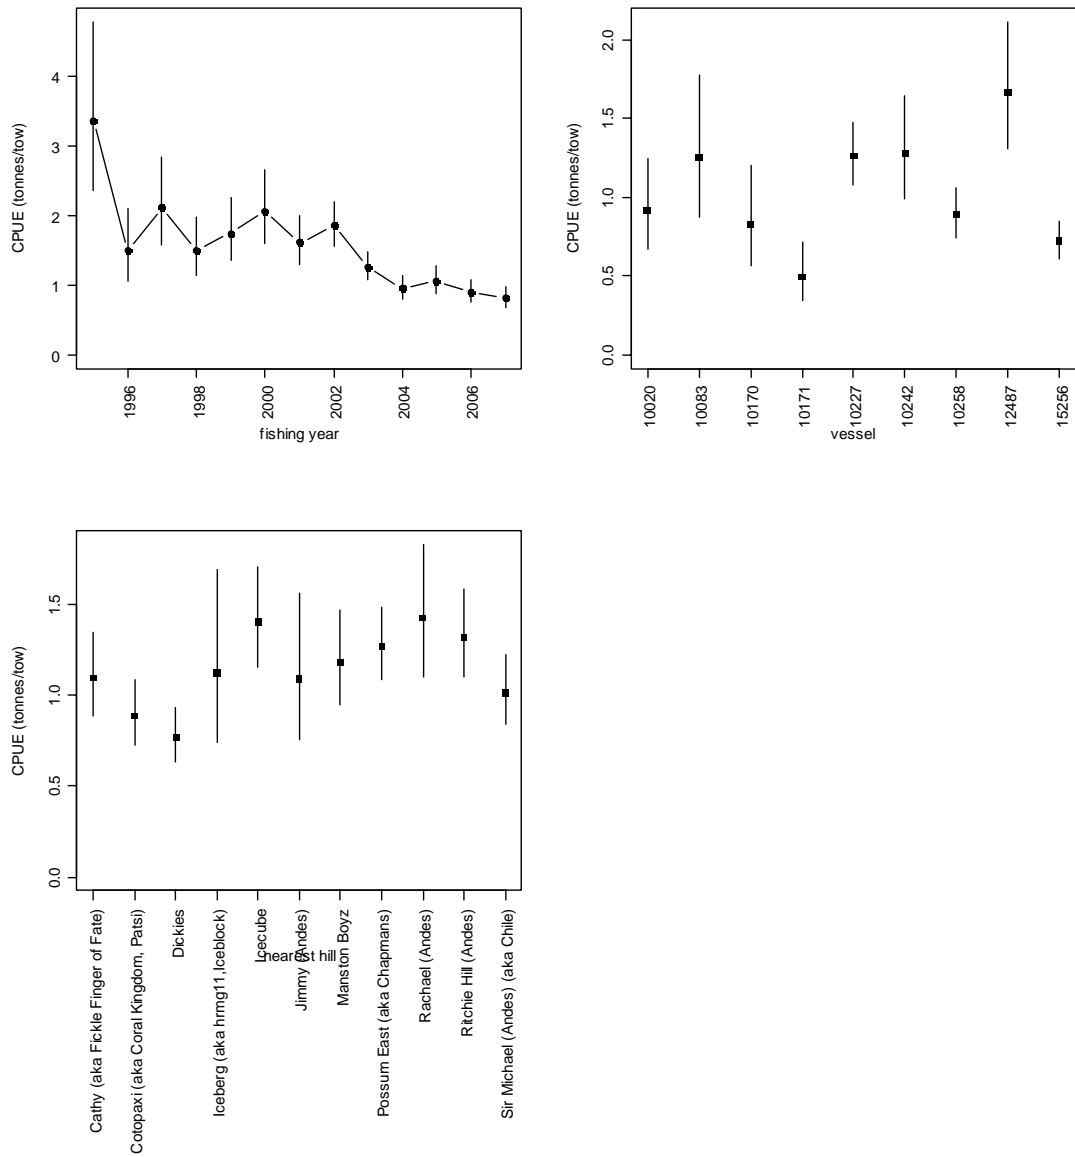 CPUE (tonnes/tow)
4
3
2
1
0
1996
1998
2000
2002
2004
2006
fishing year
CPUE (tonnes/tow)
2.0
1.5
1.0
0.5
0.0
10020
10083
10170
10171
10227
10242
10258
12487
15256
vessel
CPUE (tonnes/tow)
1.5
1.0
0.5
0.0
Cathy (aka Fickle Finger of Fate)
Cotopaxi (aka Coral Kingdom, Patsi)
Dickies
Iceberg (aka hrmg11,Iceblock)
Icecube
Jimmy (Andes)
Manston Boyz
Possum East (aka Chapmans)
Rachael (Andes)
Ritchie Hill (Andes)
Sir Michael (Andes) (aka Chile)
nearest hill